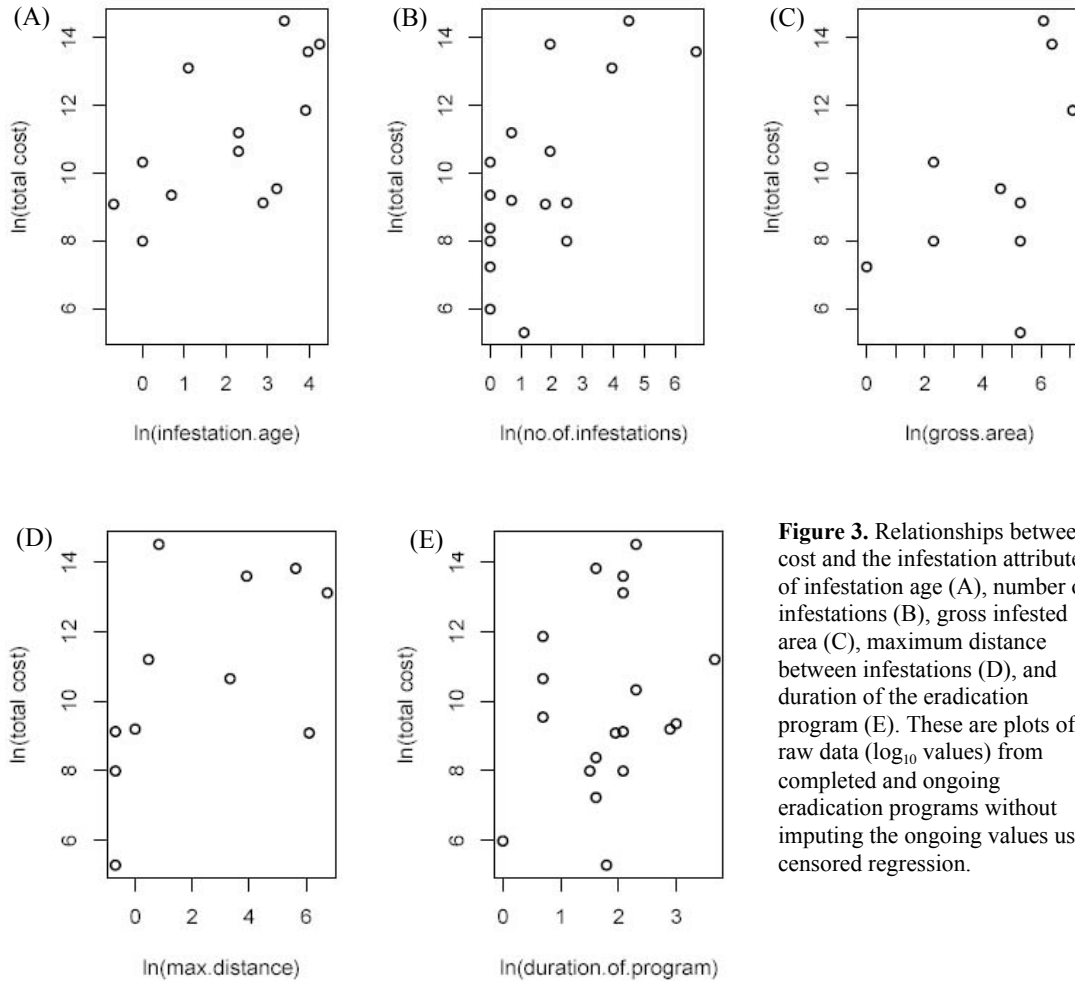 (A)
14
12
10
8
6
ln(total cost)
0 1 2 3 4
ln(infestation.age)
(B)
14
12
10
8
6
ln(total cost)
0 1 2 3 4 5 6
ln(no.of.infestations)
(C)
14
12
10
8
6
ln(total cost)
0 2 4 6
ln(gross.area)
(D)
14
12
10
8
6
ln(total cost)
0 2 4 6
ln(max.distance)
(E)
14
12
10
8
6
ln(total cost)
0 1 2 3
ln(duration.of.program)
Figure 3. Relationships betwee
cost and the infestation attribute
of infestation age (A), number o
infestations (B), gross infested
area (C), maximum distance
between infestations (D), and
duration of the eradication
program (E). These are plots of
raw data (log₁₀ values) from
completed and ongoing
eradication programs without
imputing the ongoing values us
censored regression.